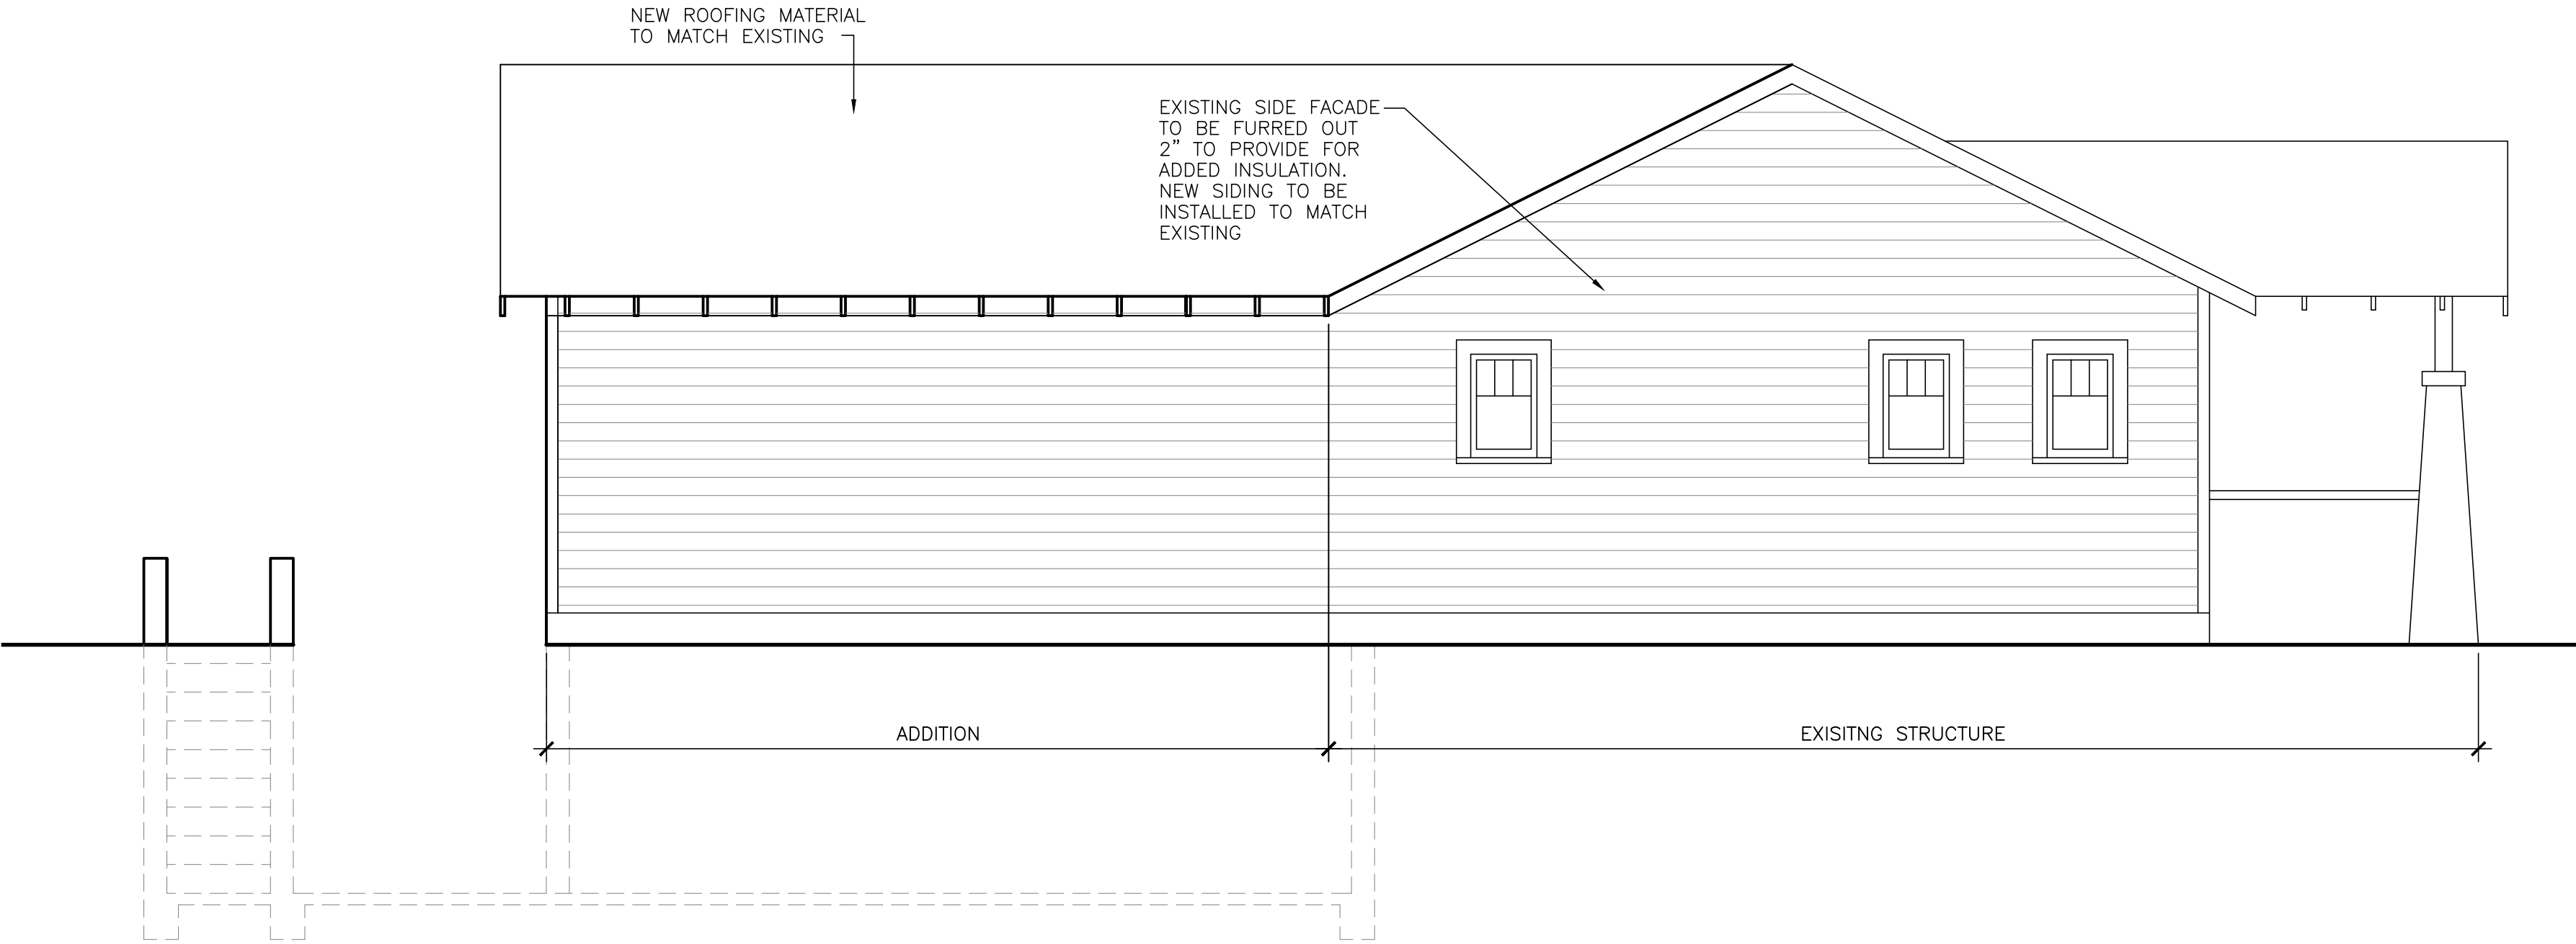 NEW ROOFING MATERIAL
TO MATCH EXISTING
EXISTING SIDE FACADE
TO BE FURRED OUT
2" TO PROVIDE FOR
ADDED INSULATION.
NEW SIDING TO BE
INSTALLED TO MATCH
EXISTING
ADDITION
EXISITNG STRUCTURE